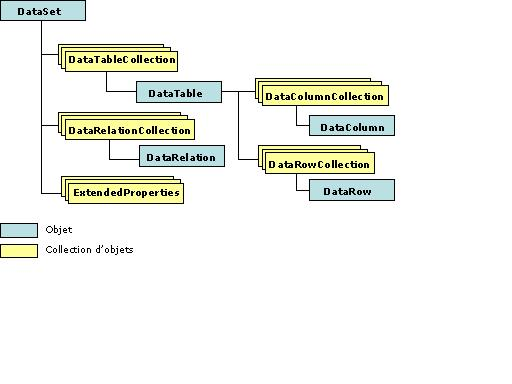 DataSet
DataTableCollection
DataTable
DataColumnCollection
DataColumn
DataRelationCollection
DataRelation
DataRowCollection
DataRow
ExtendedProperties
Objet
Collection d'objets